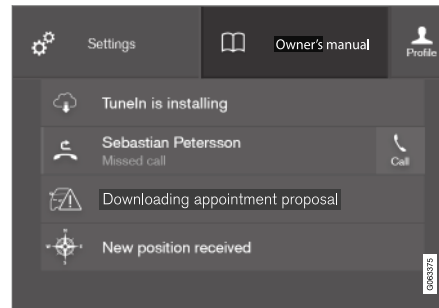 Settings
Owner's manual
Profile
TuneIn is installing
Sebastian Petersson
Missed call
Call
Downloading appointment proposal
New position received
G063375